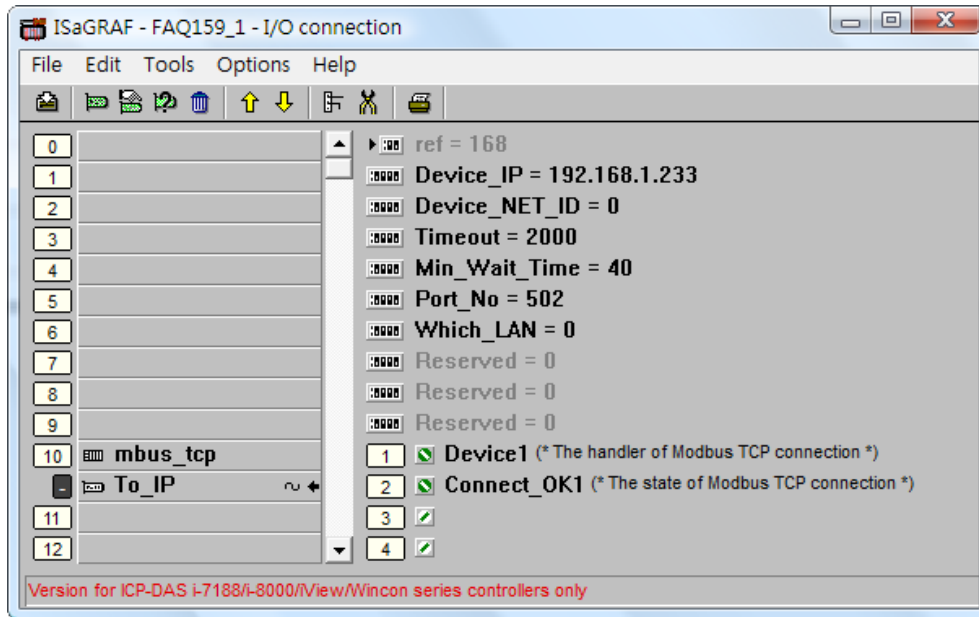 ISaGRAF - FAQ159_1 - I/O connection
File Edit Tools Options Help
0 ref = 168
1 Device_IP = 192.168.1.233
2 Device_NET_ID = 0
3 Timeout = 2000
4 Min_Wait_Time = 40
5 Port_No = 502
6 Which_LAN = 0
7 Reserved = 0
8 Reserved = 0
9 Reserved = 0
10 mbus_tcp 1 Device1 (* The handler of Modbus TCP connection *)
- To_IP 2 Connect_OK1 (* The state of Modbus TCP connection *)
11 3
12 4
Version for ICP-DAS i-7188/i-8000/iView/Wincon series controllers only